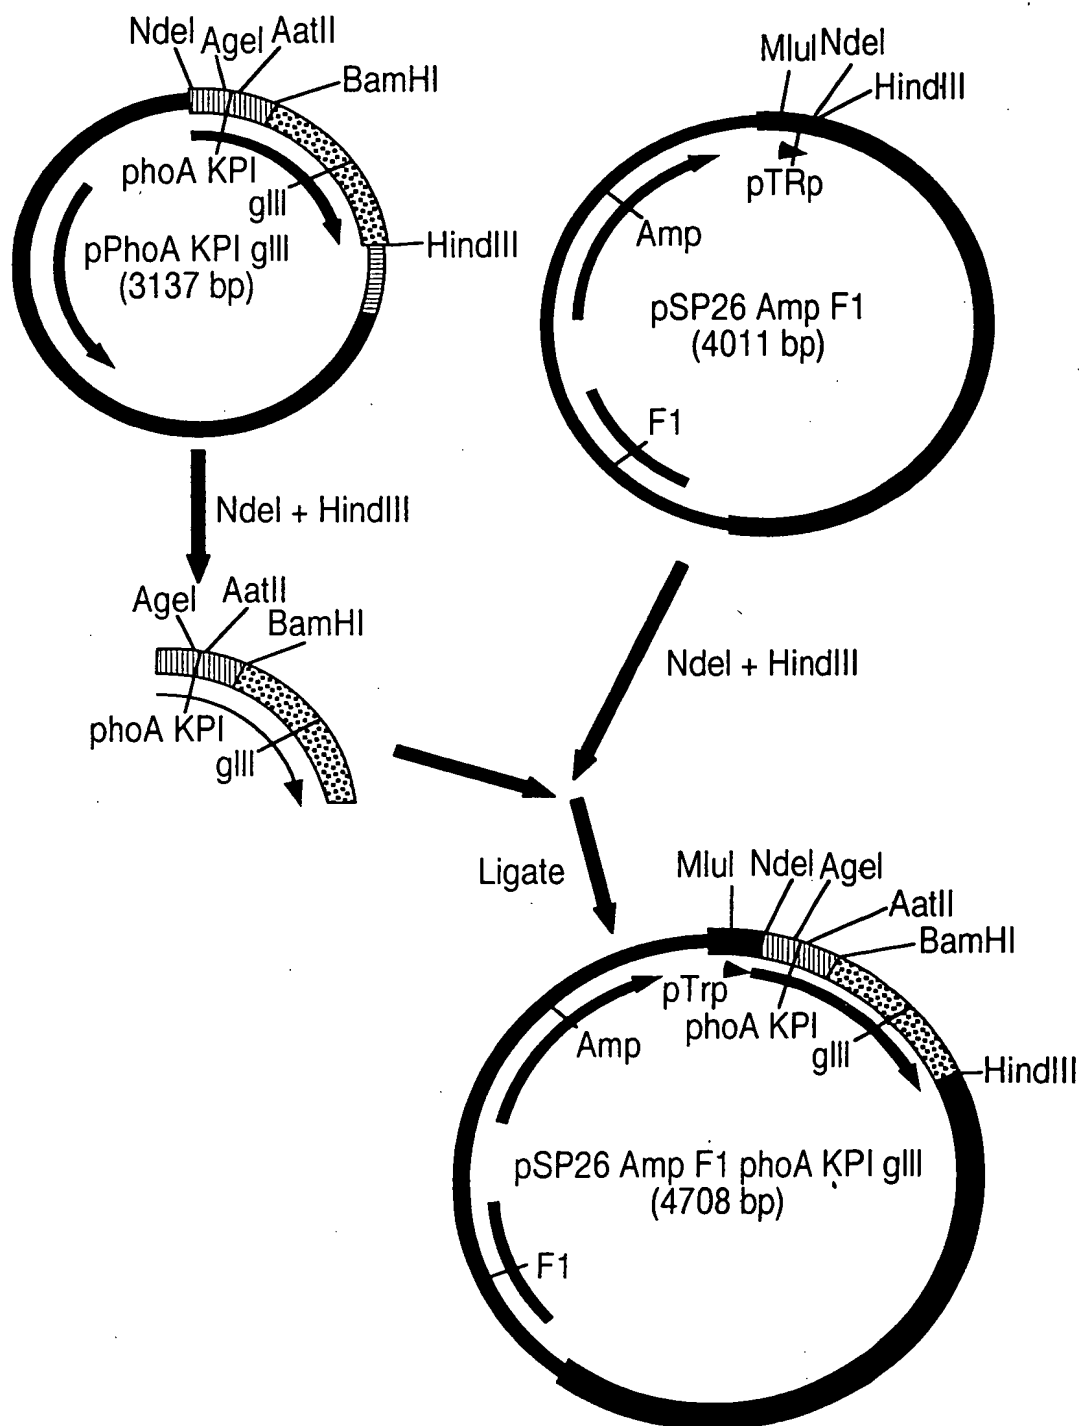 NdeI
AgeI
AatII
BamHI
phoA KPI
gIII
HindIII
pPhoA KPI gIII
(3137 bp)
MluI
NdeI
HindIII
pTRp
Amp
pSP26 Amp F1
(4011 bp)
F1
NdeI + HindIII
AgeI
AatII
BamHI
phoA KPI
gIII
NdeI + HindIII
Ligate
MluI
NdeI
AgeI
AatII
BamHI
pTrp
phoA KPI
Amp
gIII
HindIII
pSP26 Amp F1 phoA KPI gIII
(4708 bp)
F1